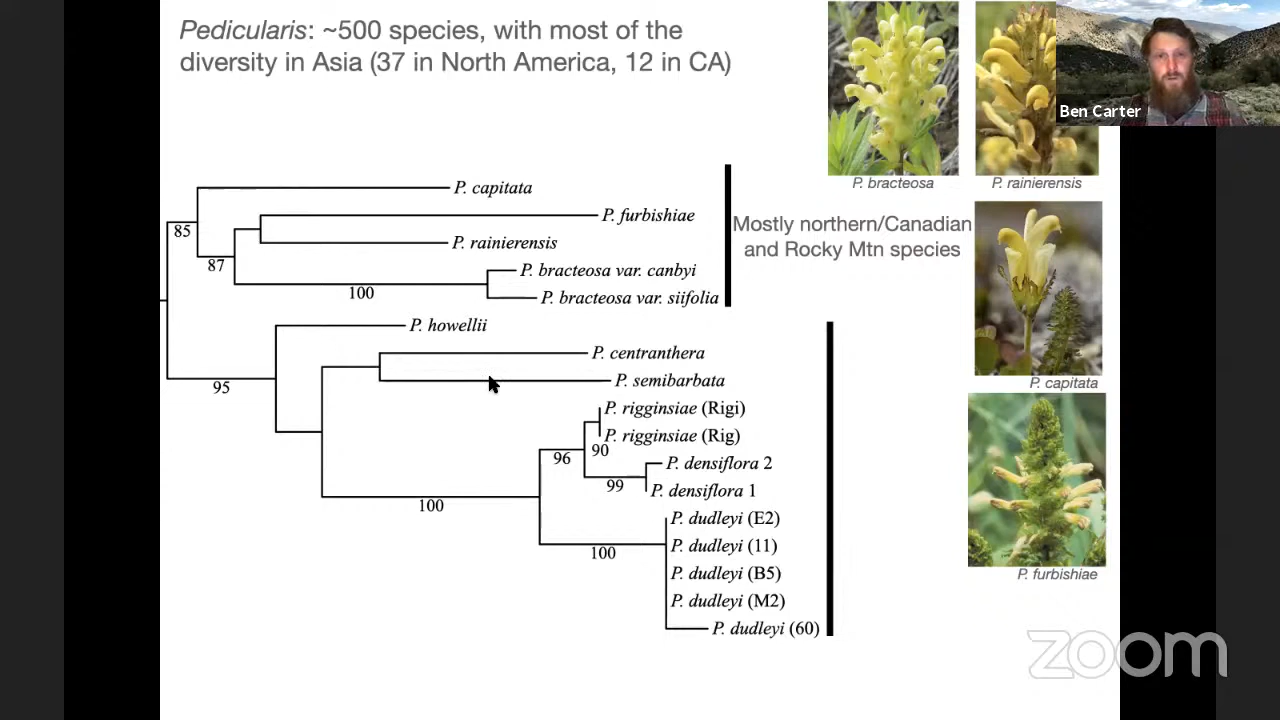 Pedicularis: ~500 species, with most of the
diversity in Asia (37 in North America, 12 in CA)
Ben Carter
P. bracteosa
P. rainierensis
P. capitata
85
P. furbishiae
Mostly northern/Canadian
and Rocky Mtn species
P. rainierensis
87
P. bracteosa var. canbyi
100
P. bracteosa var. siifolia
P. howellii
P. centranthera
P. semibarbata
95
P. capitata
P. rigginsiae (Rigi)
P. rigginsiae (Rig)
90
96
P. densiflora 2
99
P. densiflora 1
100
P. dudleyi (E2)
P. dudleyi (11)
100
P. dudleyi (B5)
P. furbishiae
P. dudleyi (M2)
P. dudleyi (60)
zoom